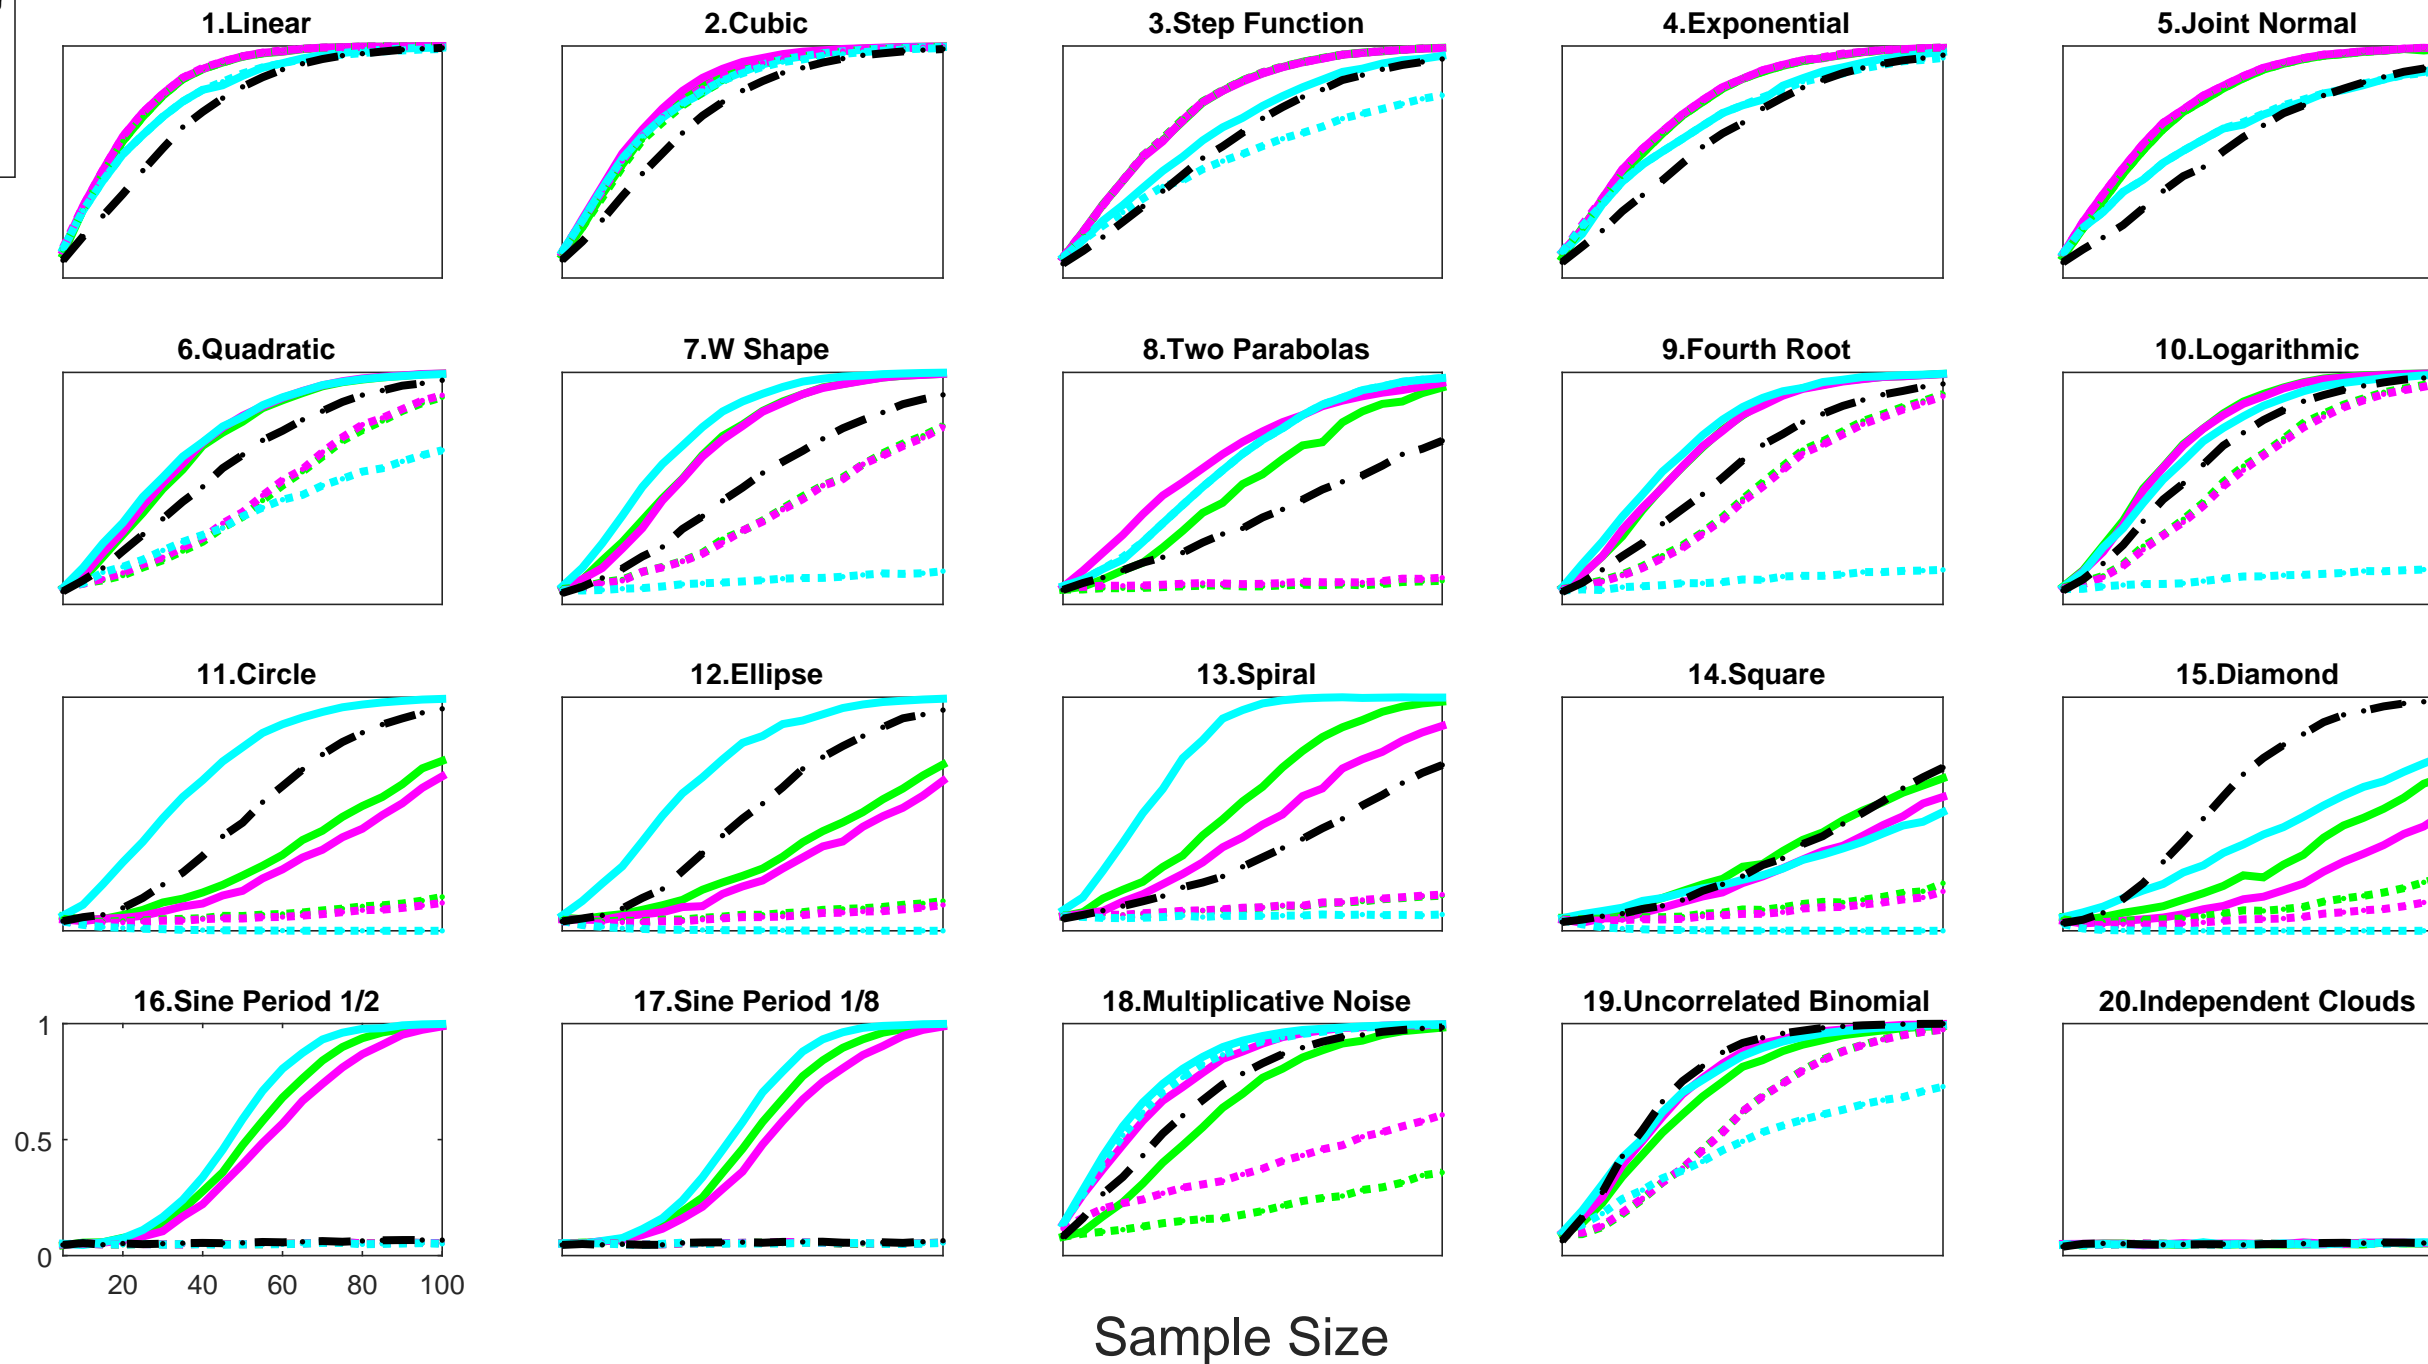 1.Linear
2.Cubic
3.Step Function
4.Exponential
5.Joint Normal
6.Quadratic
7.W Shape
8.Two Parabolas
9.Fourth Root
10.Logarithmic
11.Circle
12.Ellipse
13.Spiral
14.Square
15.Diamond
16.Sine Period 1/2
17.Sine Period 1/8
18.Multiplicative Noise
19.Uncorrelated Binomial
20.Independent Clouds
1
0.5
0
20 40 60 80 100
Sample Size